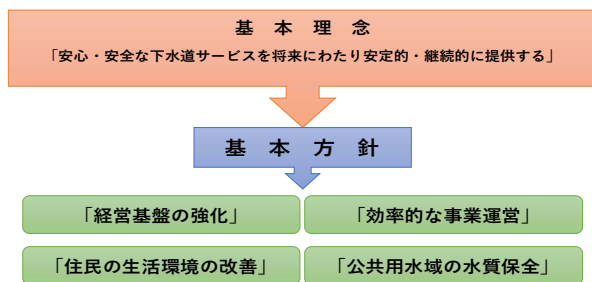 基　本　理　念
「安心・安全な下水道サービスを将来にわたり安定的・継続的に提供する」
基　本　方　針
「経営基盤の強化」
「効率的な事業運営」
「住民の生活環境の改善」
「公共用水域の水質保全」